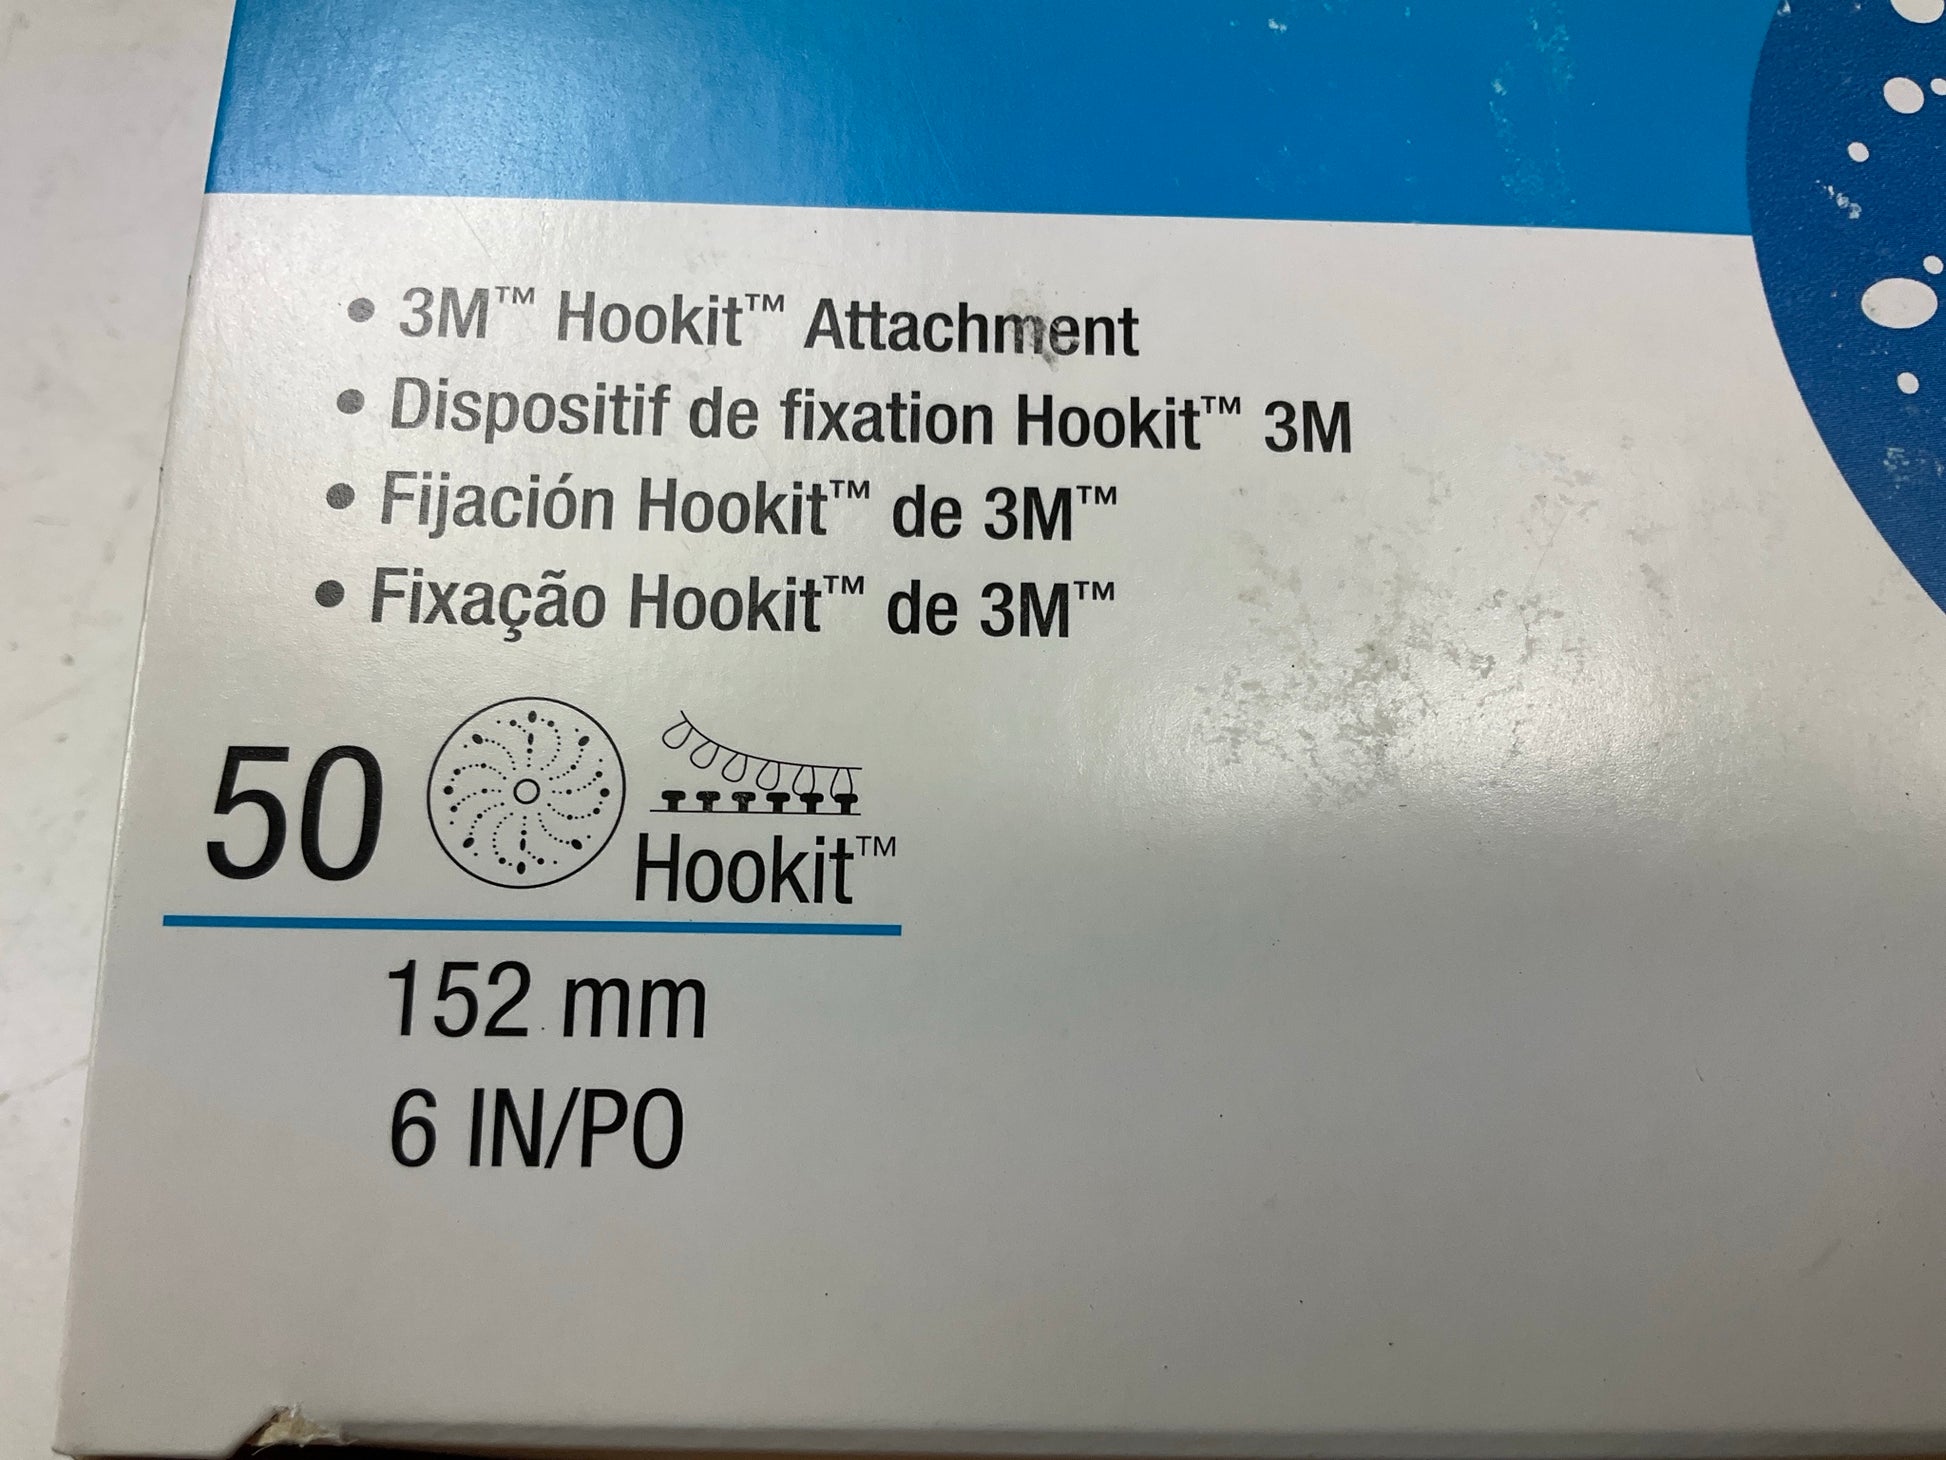 • 3M™ Hookit™ Attachment
• Dispositif de fixation Hookit™ 3M
• Fijación Hookit™ de 3M™
• Fixação Hookit™ de 3M™
50
Hookit™
152 mm
6 IN/PO